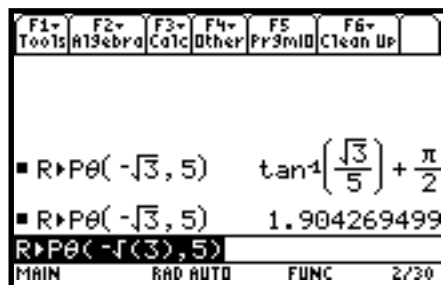 F1▾ F2▾ F3▾ F4▾ F5 F6▾
Tools Algebra Calc Other PrgmIO Clean Up
▪ R▸Pθ(-√3, 5) tan⁻¹(√3/5) + π/2
▪ R▸Pθ(-√3, 5) 1.904269499
R▸Pθ(-√(3),5)
MAIN RAD AUTO FUNC 2/30